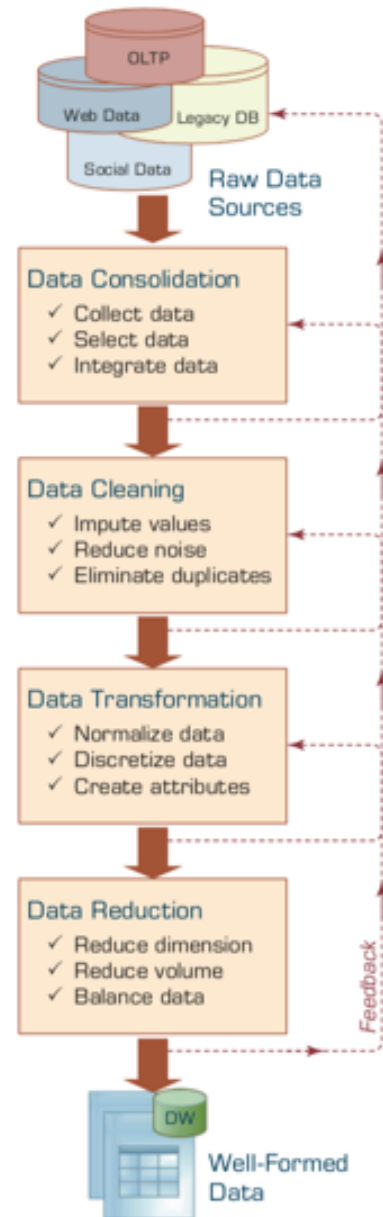 OLTP
Web Data
Legacy DB
Social Data
Raw Data
Sources
Data Consolidation
✓ Collect data
✓ Select data
✓ Integrate data
Data Cleaning
✓ Impute values
✓ Reduce noise
✓ Eliminate duplicates
Data Transformation
✓ Normalize data
✓ Discretize data
✓ Create attributes
Data Reduction
✓ Reduce dimension
✓ Reduce volume
✓ Balance data
Feedback
DW
Well-Formed
Data